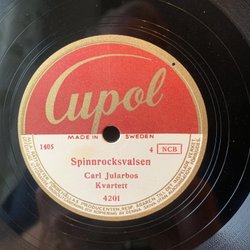 Cupol
MADE IN SWEDEN
1405
4 NCB
Spinnrocksvalsen
Carl Jularbos
Kvartett
4201